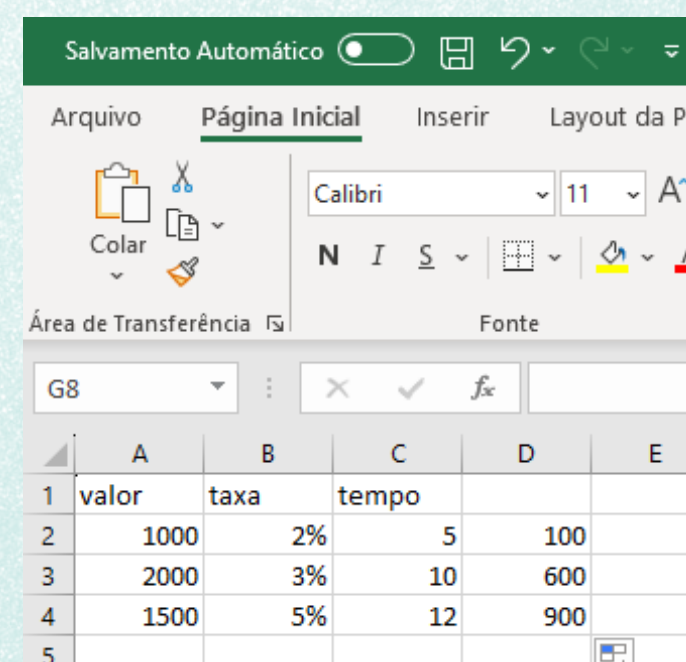 Salvamento Automático
Arquivo Página Inicial Inserir Layout da P
Colar
Calibri 11 A
N I S
Área de Transferência Fonte
G8 fx
A B C D E
1 valor taxa tempo
2 1000 2% 5 100
3 2000 3% 10 600
4 1500 5% 12 900
5